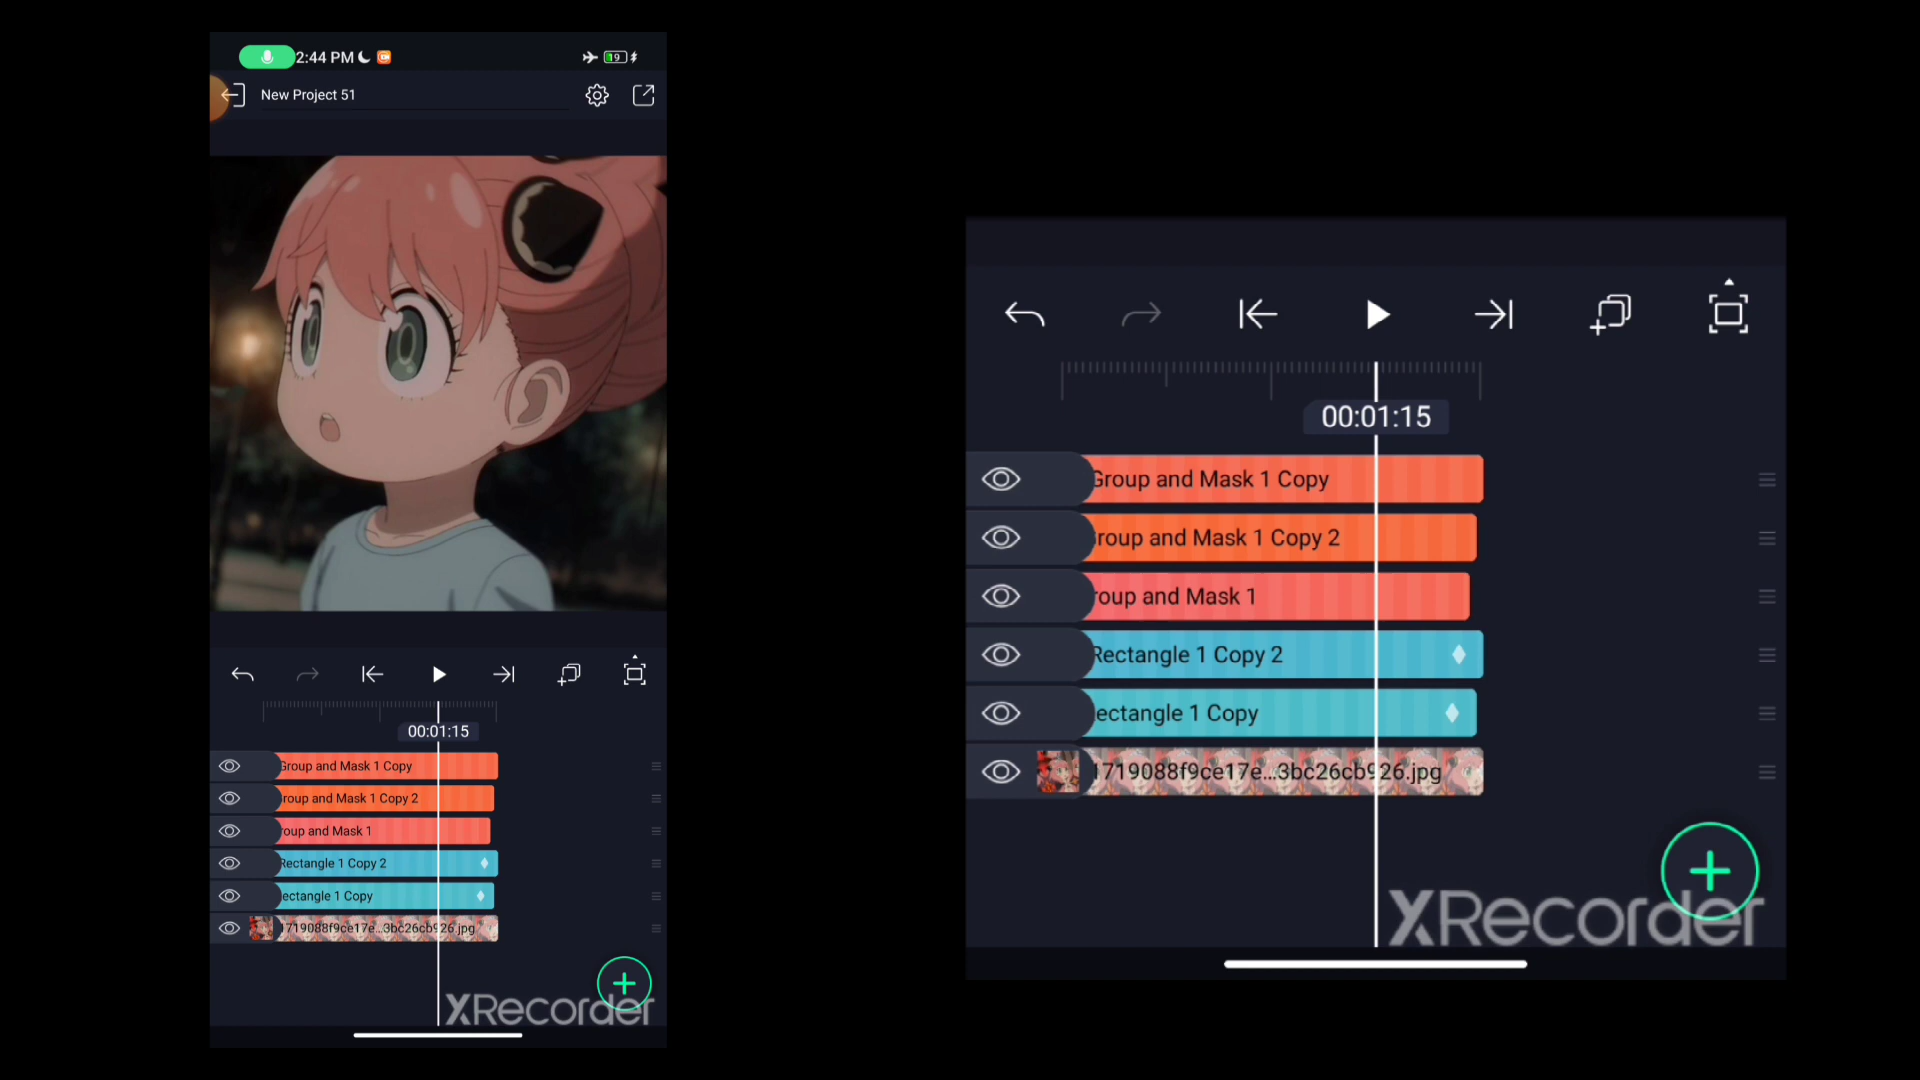 2:44 PM
9
New Project 51
00:01:15
Group and Mask 1 Copy
roup and Mask 1 Copy 2
roup and Mask 1
Rectangle 1 Copy 2
ectangle 1 Copy
1719088f9ce17e...3bc26cb926.jpg
XRecorder
00:01:15
Group and Mask 1 Copy
roup and Mask 1 Copy 2
roup and Mask 1
Rectangle 1 Copy 2
ectangle 1 Copy
1719088f9ce17e...3bc26cb926.jpg
XRecorder